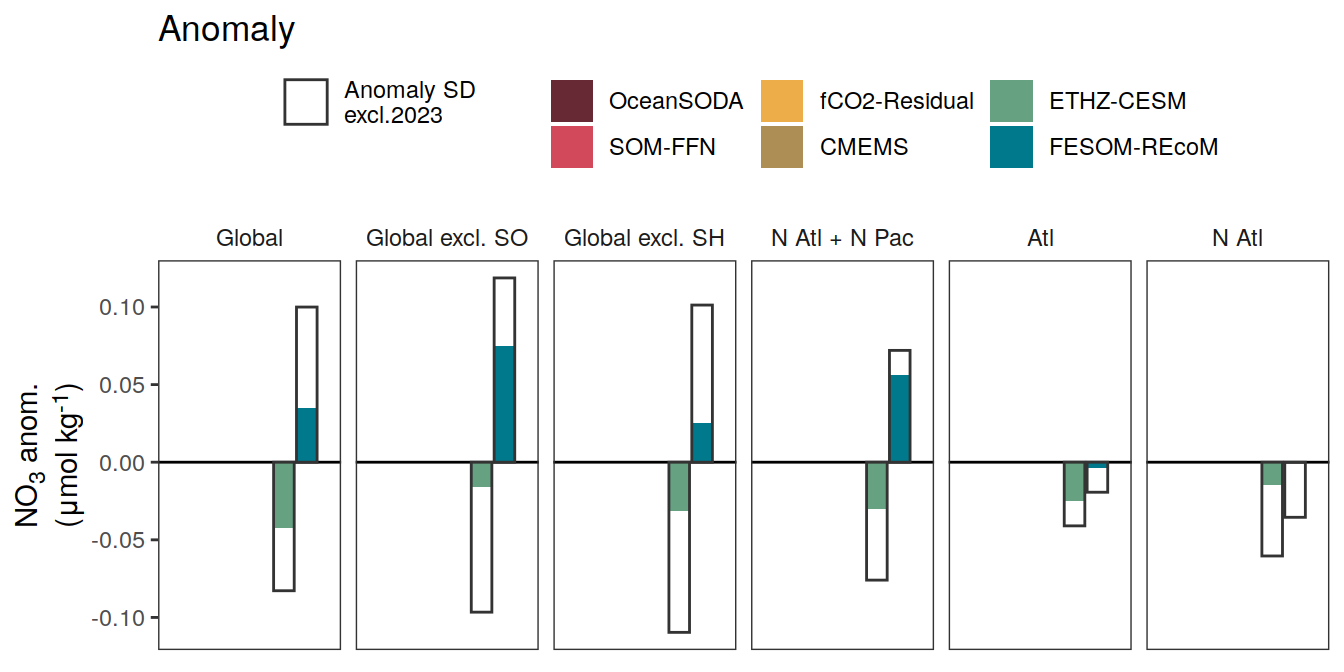 Anomaly
Anomaly SD
excl.2023
OceanSODA
fCO2-Residual
ETHZ-CESM
SOM-FFN
CMEMS
FESOM-REcoM
Global
Global excl. SO
Global excl. SH
N Atl + N Pac
Atl
N Atl
0.10
0.05
0.00
-0.05
-0.10
NO₃ anom.
(μmol kg⁻¹)